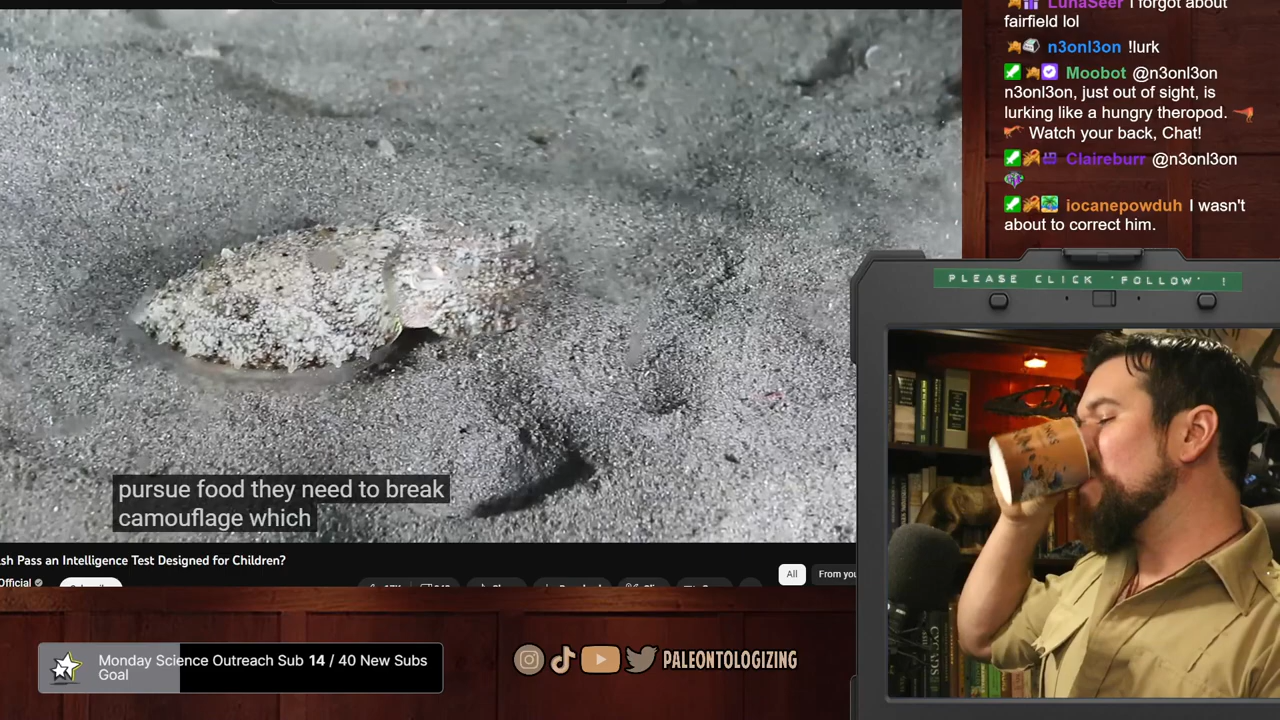 LunaSeer I forgot about
fairfield lol
n3onl3on !lurk
Moobot @n3onl3on
n3onl3on, just out of sight, is
lurking like a hungry theropod.
Watch your back, Chat!
Claireburr @n3onl3on
iocanepowduh I wasn't
about to correct him.
PLEASE CLICK 'FOLLOW' !
pursue food they need to break
camouflage which
sh Pass an Intelligence Test Designed for Children?
Official
All
From you
CYCADS
Monday Science Outreach Sub 14 / 40 New Subs
Goal
PALEONTOLOGIZING